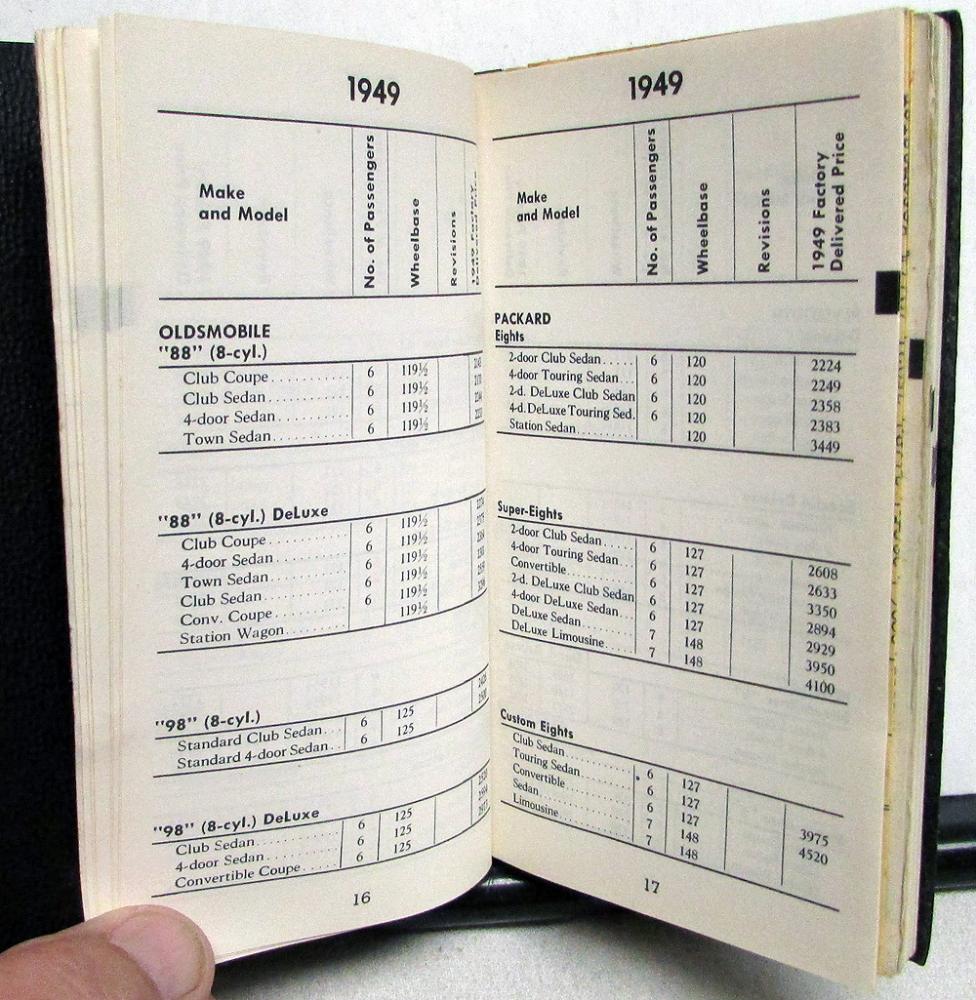 1949
Make
and Model
No. of Passengers
Wheelbase
Revisions
OLDSMOBILE
"88" (8-cyl.)
Club Coupe.......... 6 119½
Club Sedan.......... 6 119½
4-door Sedan......... 6 119½
Town Sedan.......... 6 119½
"88" (8-cyl.) DeLuxe
Club Coupe.......... 6 119½
4-door Sedan......... 6 119½
Town Sedan.......... 6 119½
Club Sedan.......... 6 119½
Conv. Coupe......... 6 119½
Station Wagon........ 119½
"98" (8-cyl.)
Standard Club Sedan... 6 125
Standard 4-door Sedan.. 6 125
"98" (8-cyl.) DeLuxe
Club Sedan.......... 6 125
4-door Sedan......... 6 125
Convertible Coupe..... 6 125
16
1949
Make
and Model
No. of Passengers
Wheelbase
Revisions
1949 Factory
Delivered Price
PACKARD
Eights
2-door Club Sedan..... 6 120 2224
4-door Touring Sedan... 6 120 2249
2-d. DeLuxe Club Sedan 6 120 2358
4-d. DeLuxe Touring Sed. 6 120 2383
Station Sedan......... 120 3449
Super-Eights
2-door Club Sedan..... 6 127 2608
4-door Touring Sedan... 6 127 2633
Convertible.......... 6 127 3350
2-d. DeLuxe Club Sedan 6 127 2894
4-door DeLuxe Sedan... 6 127 2929
DeLuxe Sedan......... 7 148 3950
DeLuxe Limousine...... 7 148 4100
Custom Eights
Club Sedan.......... 6 127
Touring Sedan........ 6 127 3975
Convertible.......... 6 127 4520
Sedan.............. 7 148
Limousine........... 7 148
17